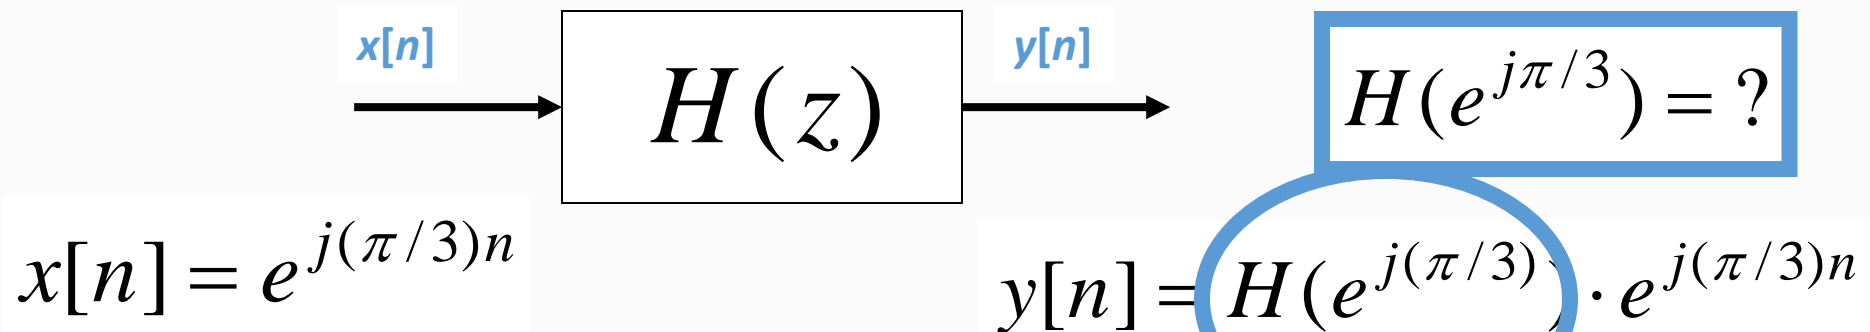 x[n]
y[n]
H(z)
H(e^{jπ/3}) = ?
x[n] = e^{j(π/3)n}
y[n] = H(e^{j(π/3)}) · e^{j(π/3)n}